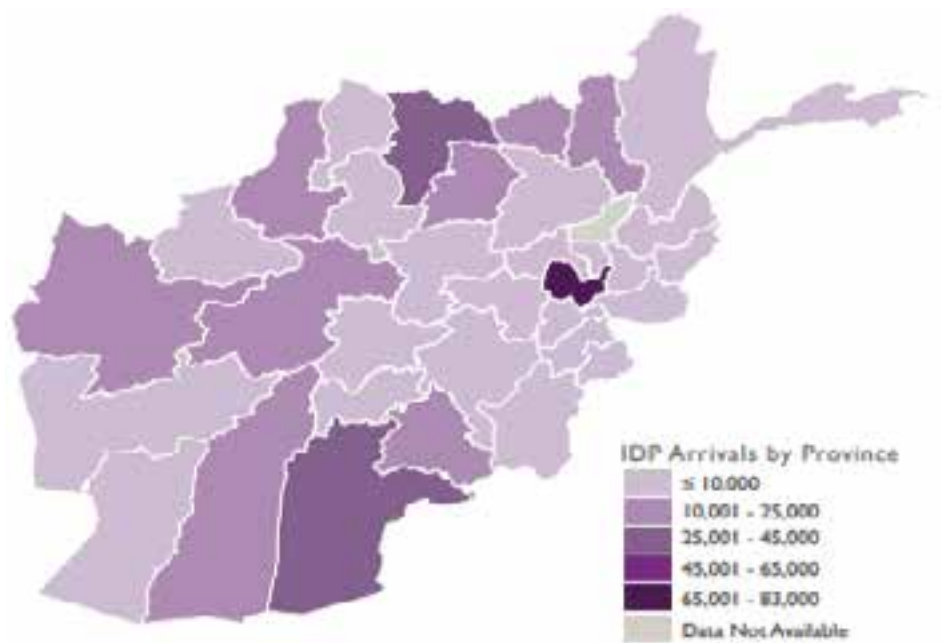 IDP Arrivals by Province
≤ 10,000
10,001 - 25,000
25,001 - 45,000
45,001 - 65,000
65,001 - 83,000
Data Not Available